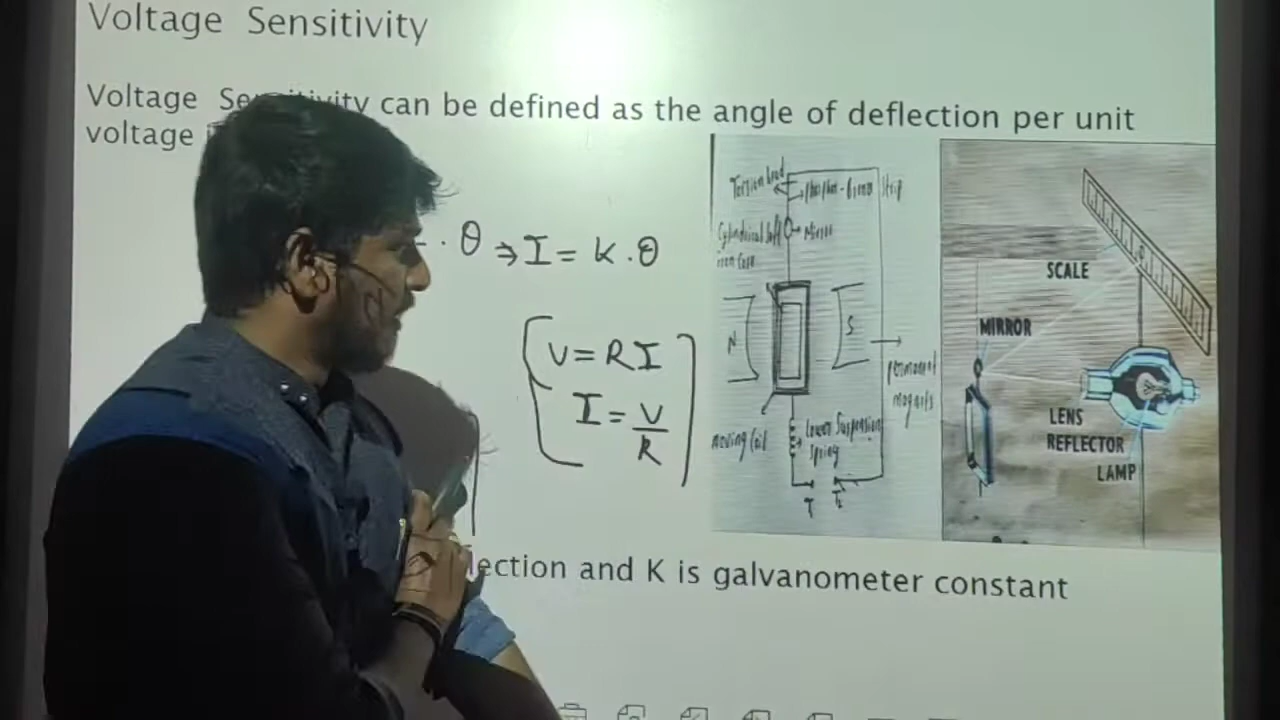 Voltage Sensitivity
Voltage Sensitivity can be defined as the angle of deflection per unit
voltage
. θ ⇒ I = K . θ
V = RI
I = V/R
Torsion head
phosphor-Bronze strip
Cylindrical soft
iron core
Mirror
N
S
permanent
magnets
moving coil
Lower Suspension
Spring
T
SCALE
MIRROR
LENS
REFLECTOR
LAMP
lection and K is galvanometer constant